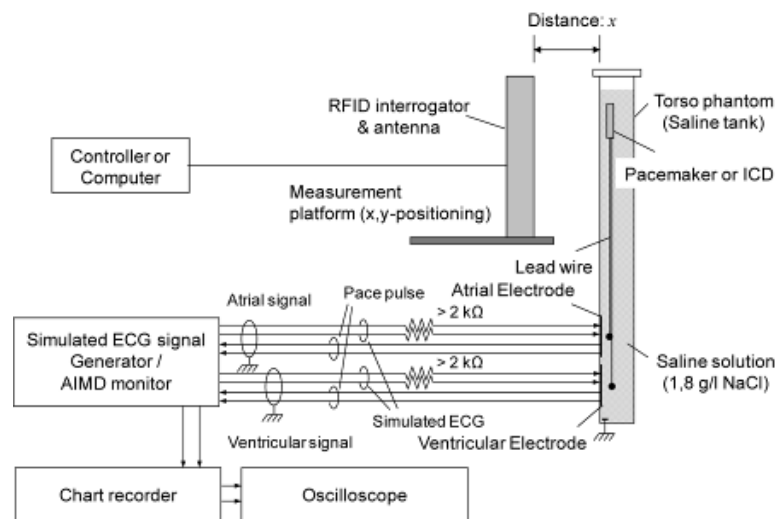 Distance: x
RFID interrogator
& antenna
Torso phantom
(Saline tank)
Controller or
Computer
Pacemaker or ICD
Measurement
platform (x,y-positioning)
Lead wire
Atrial Electrode
Pace pulse
Atrial signal
> 2 kΩ
Simulated ECG signal
Generator /
AIMD monitor
Saline solution
(1,8 g/l NaCl)
> 2 kΩ
Simulated ECG
Ventricular signal
Ventricular Electrode
Chart recorder
Oscilloscope